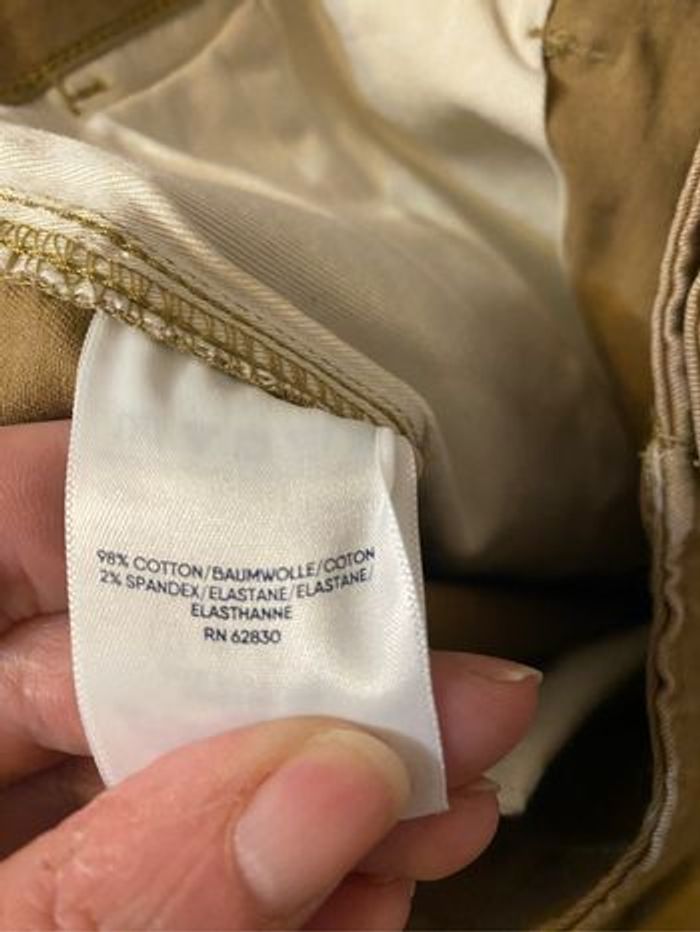 98% COTTON/BAUMWOLLE/COTON
2% SPANDEX/ELASTANE/ELASTANE/
ELASTHANNE
RN 62830